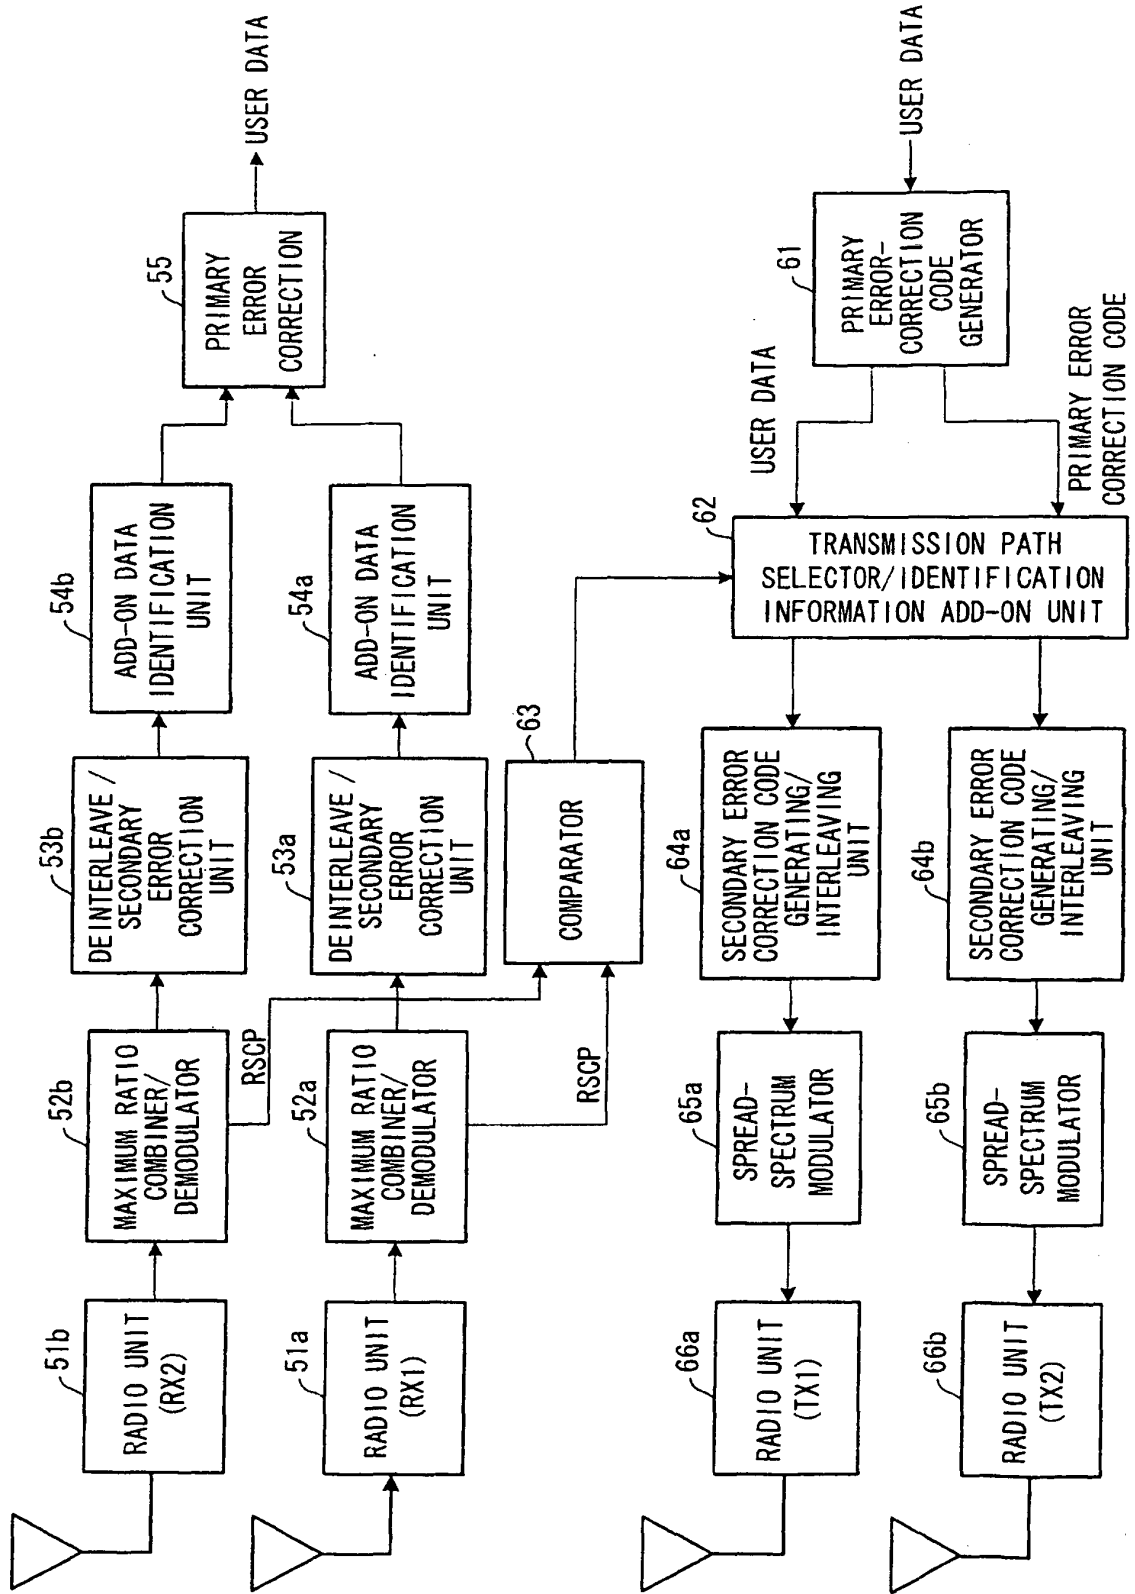 51b
RADIO UNIT
(RX2)
52b
MAXIMUM RATIO
COMBINER/
DEMODULATOR
53b
DEINTERLEAVE/
SECONDARY
ERROR
CORRECTION
UNIT
54b
ADD-ON DATA
IDENTIFICATION
UNIT
55
PRIMARY
ERROR
CORRECTION
USER DATA
RSCP
51a
RADIO UNIT
(RX1)
52a
MAXIMUM RATIO
COMBINER/
DEMODULATOR
53a
DEINTERLEAVE/
SECONDARY
ERROR
CORRECTION
UNIT
54a
ADD-ON DATA
IDENTIFICATION
UNIT
RSCP
63
COMPARATOR
66a
RADIO UNIT
(TX1)
65a
SPREAD-
SPECTRUM
MODULATOR
64a
SECONDARY ERROR
CORRECTION CODE
GENERATING/
INTERLEAVING
UNIT
62
TRANSMISSION PATH
SELECTOR/IDENTIFICATION
INFORMATION ADD-ON UNIT
USER DATA
61
PRIMARY
ERROR-
CORRECTION
CODE
GENERATOR
USER DATA
PRIMARY ERROR
CORRECTION CODE
66b
RADIO UNIT
(TX2)
65b
SPREAD-
SPECTRUM
MODULATOR
64b
SECONDARY ERROR
CORRECTION CODE
GENERATING/
INTERLEAVING
UNIT